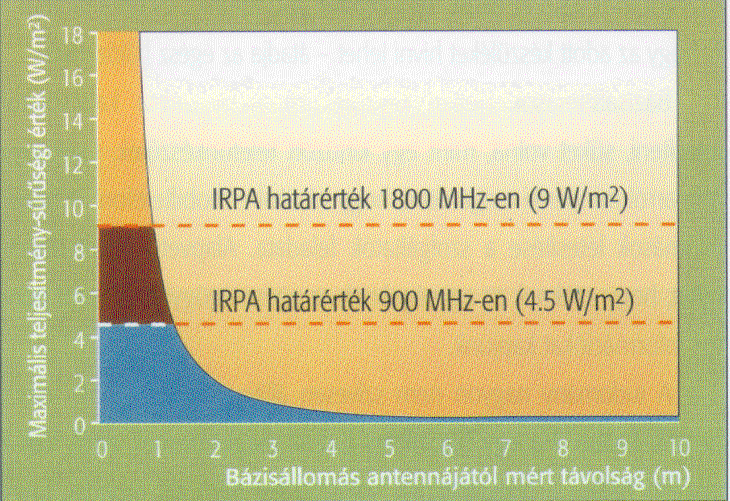 Maximális teljesítmény-sűrűségi érték (W/m²)
18
16
14
12
10
8
6
4
2
0
IRPA határérték 1800 MHz-en (9 W/m²)
IRPA határérték 900 MHz-en (4.5 W/m²)
0 1 2 3 4 5 6 7 8 9 10
Bázisállomás antennájától mért távolság (m)